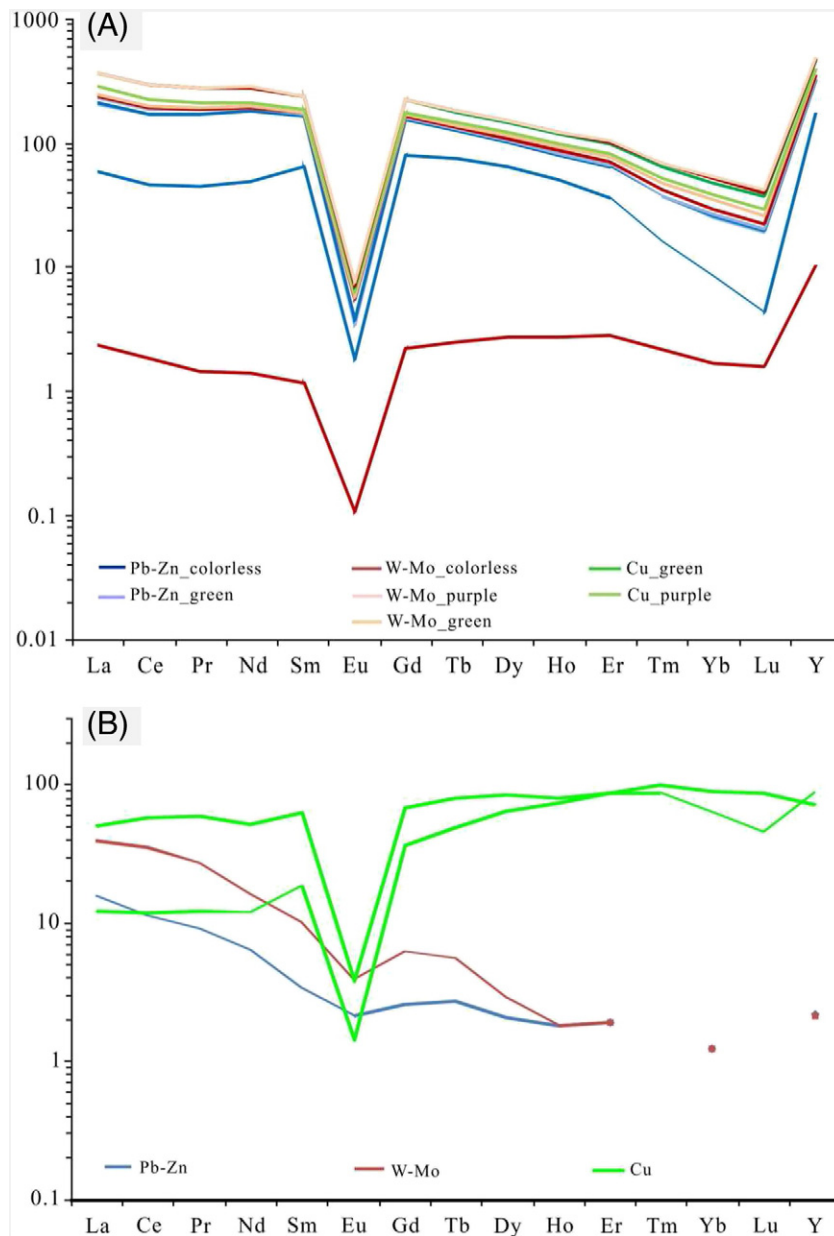 (A)
1000
100
10
1
0.1
0.01
Pb-Zn_colorless W-Mo_colorless Cu_green
Pb-Zn_green W-Mo_purple Cu_purple
W-Mo_green
La Ce Pr Nd Sm Eu Gd Tb Dy Ho Er Tm Yb Lu Y
(B)
100
10
1
0.1
Pb-Zn W-Mo Cu
La Ce Pr Nd Sm Eu Gd Tb Dy Ho Er Tm Yb Lu Y